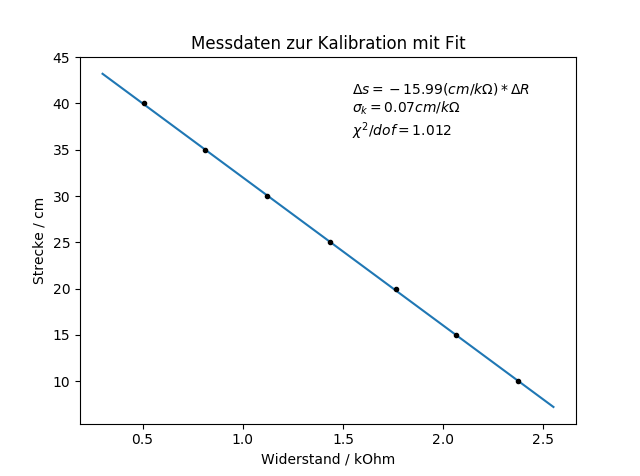 Messdaten zur Kalibration mit Fit
Δs = −15.99(cm/kΩ) * ΔR
σₖ = 0.07cm/kΩ
χ²/dof = 1.012
45
40
35
30
25
20
15
10
Strecke / cm
0.5 1.0 1.5 2.0 2.5
Widerstand / kOhm